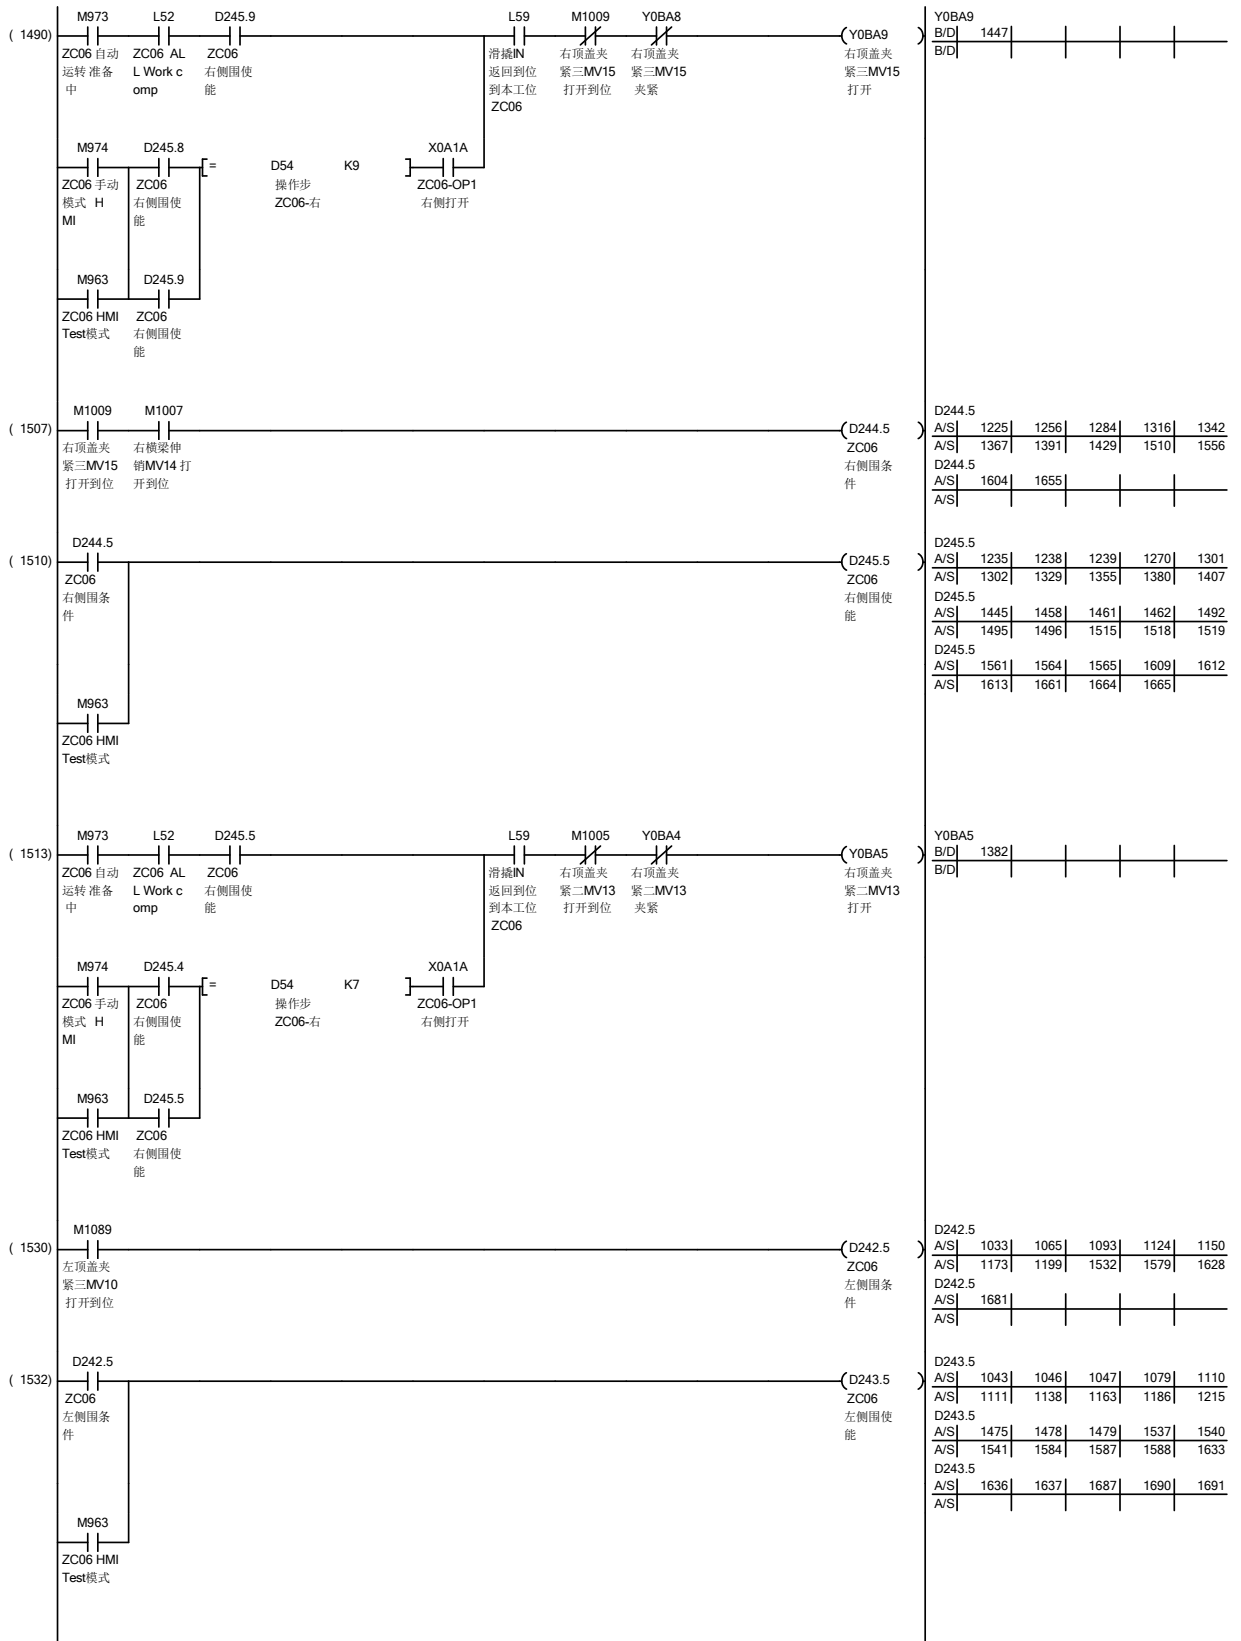 M973 L52 D245.9 L59 M1009 Y0BA8 Y0BA9
( 1490) (Y0BA9 ) B/D 1447
ZC06 自动 ZC06 AL ZC06 滑撬IN 右顶盖夹 右顶盖夹 右顶盖夹 B/D
运转 准备 L Work c 右侧围使 返回到位 紧三MV15 紧三MV15 紧三MV15
中 omp 能 到本工位 打开到位 夹紧 打开
ZC06
M974 D245.8 X0A1A
[= D54 K9 ]
ZC06 手动 ZC06 操作步 ZC06-OP1
模式 H 右侧围使 ZC06-右 右侧打开
MI 能
M963 D245.9
ZC06 HMI ZC06
Test模式 右侧围使
能
M1009 M1007 D244.5
( 1507) (D244.5 ) A/S 1225 1256 1284 1316 1342
右顶盖夹 右横梁伸 ZC06 A/S 1367 1391 1429 1510 1556
紧三MV15 销MV14 打 右侧围条 D244.5
打开到位 开到位 件 A/S 1604 1655
A/S
D244.5 D245.5
( 1510) (D245.5 ) A/S 1235 1238 1239 1270 1301
ZC06 ZC06 A/S 1302 1329 1355 1380 1407
右侧围条 右侧围使 D245.5
件 能 A/S 1445 1458 1461 1462 1492
A/S 1495 1496 1515 1518 1519
D245.5
A/S 1561 1564 1565 1609 1612
A/S 1613 1661 1664 1665
M963
ZC06 HMI
Test模式
M973 L52 D245.5 L59 M1005 Y0BA4 Y0BA5
( 1513) (Y0BA5 ) B/D 1382
ZC06 自动 ZC06 AL ZC06 滑撬IN 右顶盖夹 右顶盖夹 右顶盖夹 B/D
运转 准备 L Work c 右侧围使 返回到位 紧二MV13 紧二MV13 紧二MV13
中 omp 能 到本工位 打开到位 夹紧 打开
ZC06
M974 D245.4 X0A1A
[= D54 K7 ]
ZC06 手动 ZC06 操作步 ZC06-OP1
模式 H 右侧围使 ZC06-右 右侧打开
MI 能
M963 D245.5
ZC06 HMI ZC06
Test模式 右侧围使
能
M1089 D242.5
( 1530) (D242.5 ) A/S 1033 1065 1093 1124 1150
左顶盖夹 ZC06 A/S 1173 1199 1532 1579 1628
紧三MV10 左侧围条 D242.5
打开到位 件 A/S 1681
A/S
D242.5 D243.5
( 1532) (D243.5 ) A/S 1043 1046 1047 1079 1110
ZC06 ZC06 A/S 1111 1138 1163 1186 1215
左侧围条 左侧围使 D243.5
件 能 A/S 1475 1478 1479 1537 1540
A/S 1541 1584 1587 1588 1633
D243.5
A/S 1636 1637 1687 1690 1691
A/S
M963
ZC06 HMI
Test模式